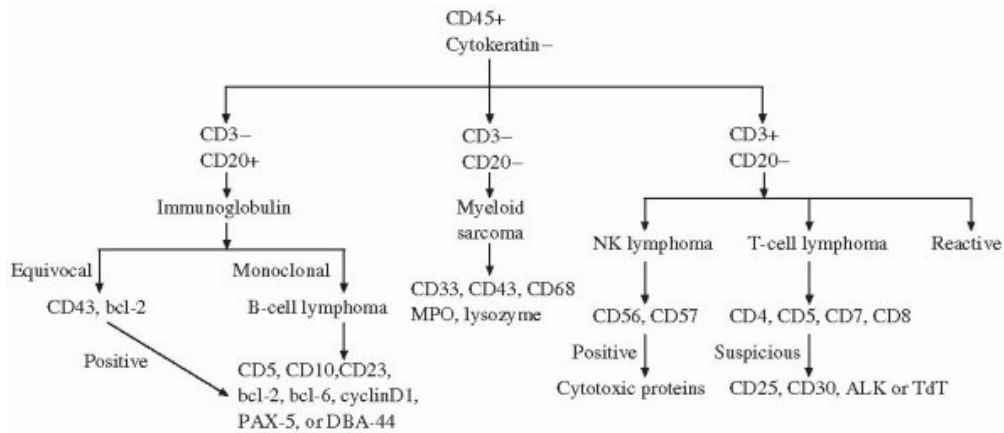 CD45+
Cytokeratin−
CD3−
CD20+
CD3−
CD20−
CD3+
CD20−
Immunoglobulin
Myeloid
sarcoma
NK lymphoma
T-cell lymphoma
Reactive
Equivocal
Monoclonal
CD43, bcl-2
B-cell lymphoma
CD33, CD43, CD68
MPO, lysozyme
CD56, CD57
CD4, CD5, CD7, CD8
Positive
Positive
Suspicious
CD5, CD10,CD23,
bcl-2, bcl-6, cyclinD1,
PAX-5, or DBA-44
Cytotoxic proteins
CD25, CD30, ALK or TdT